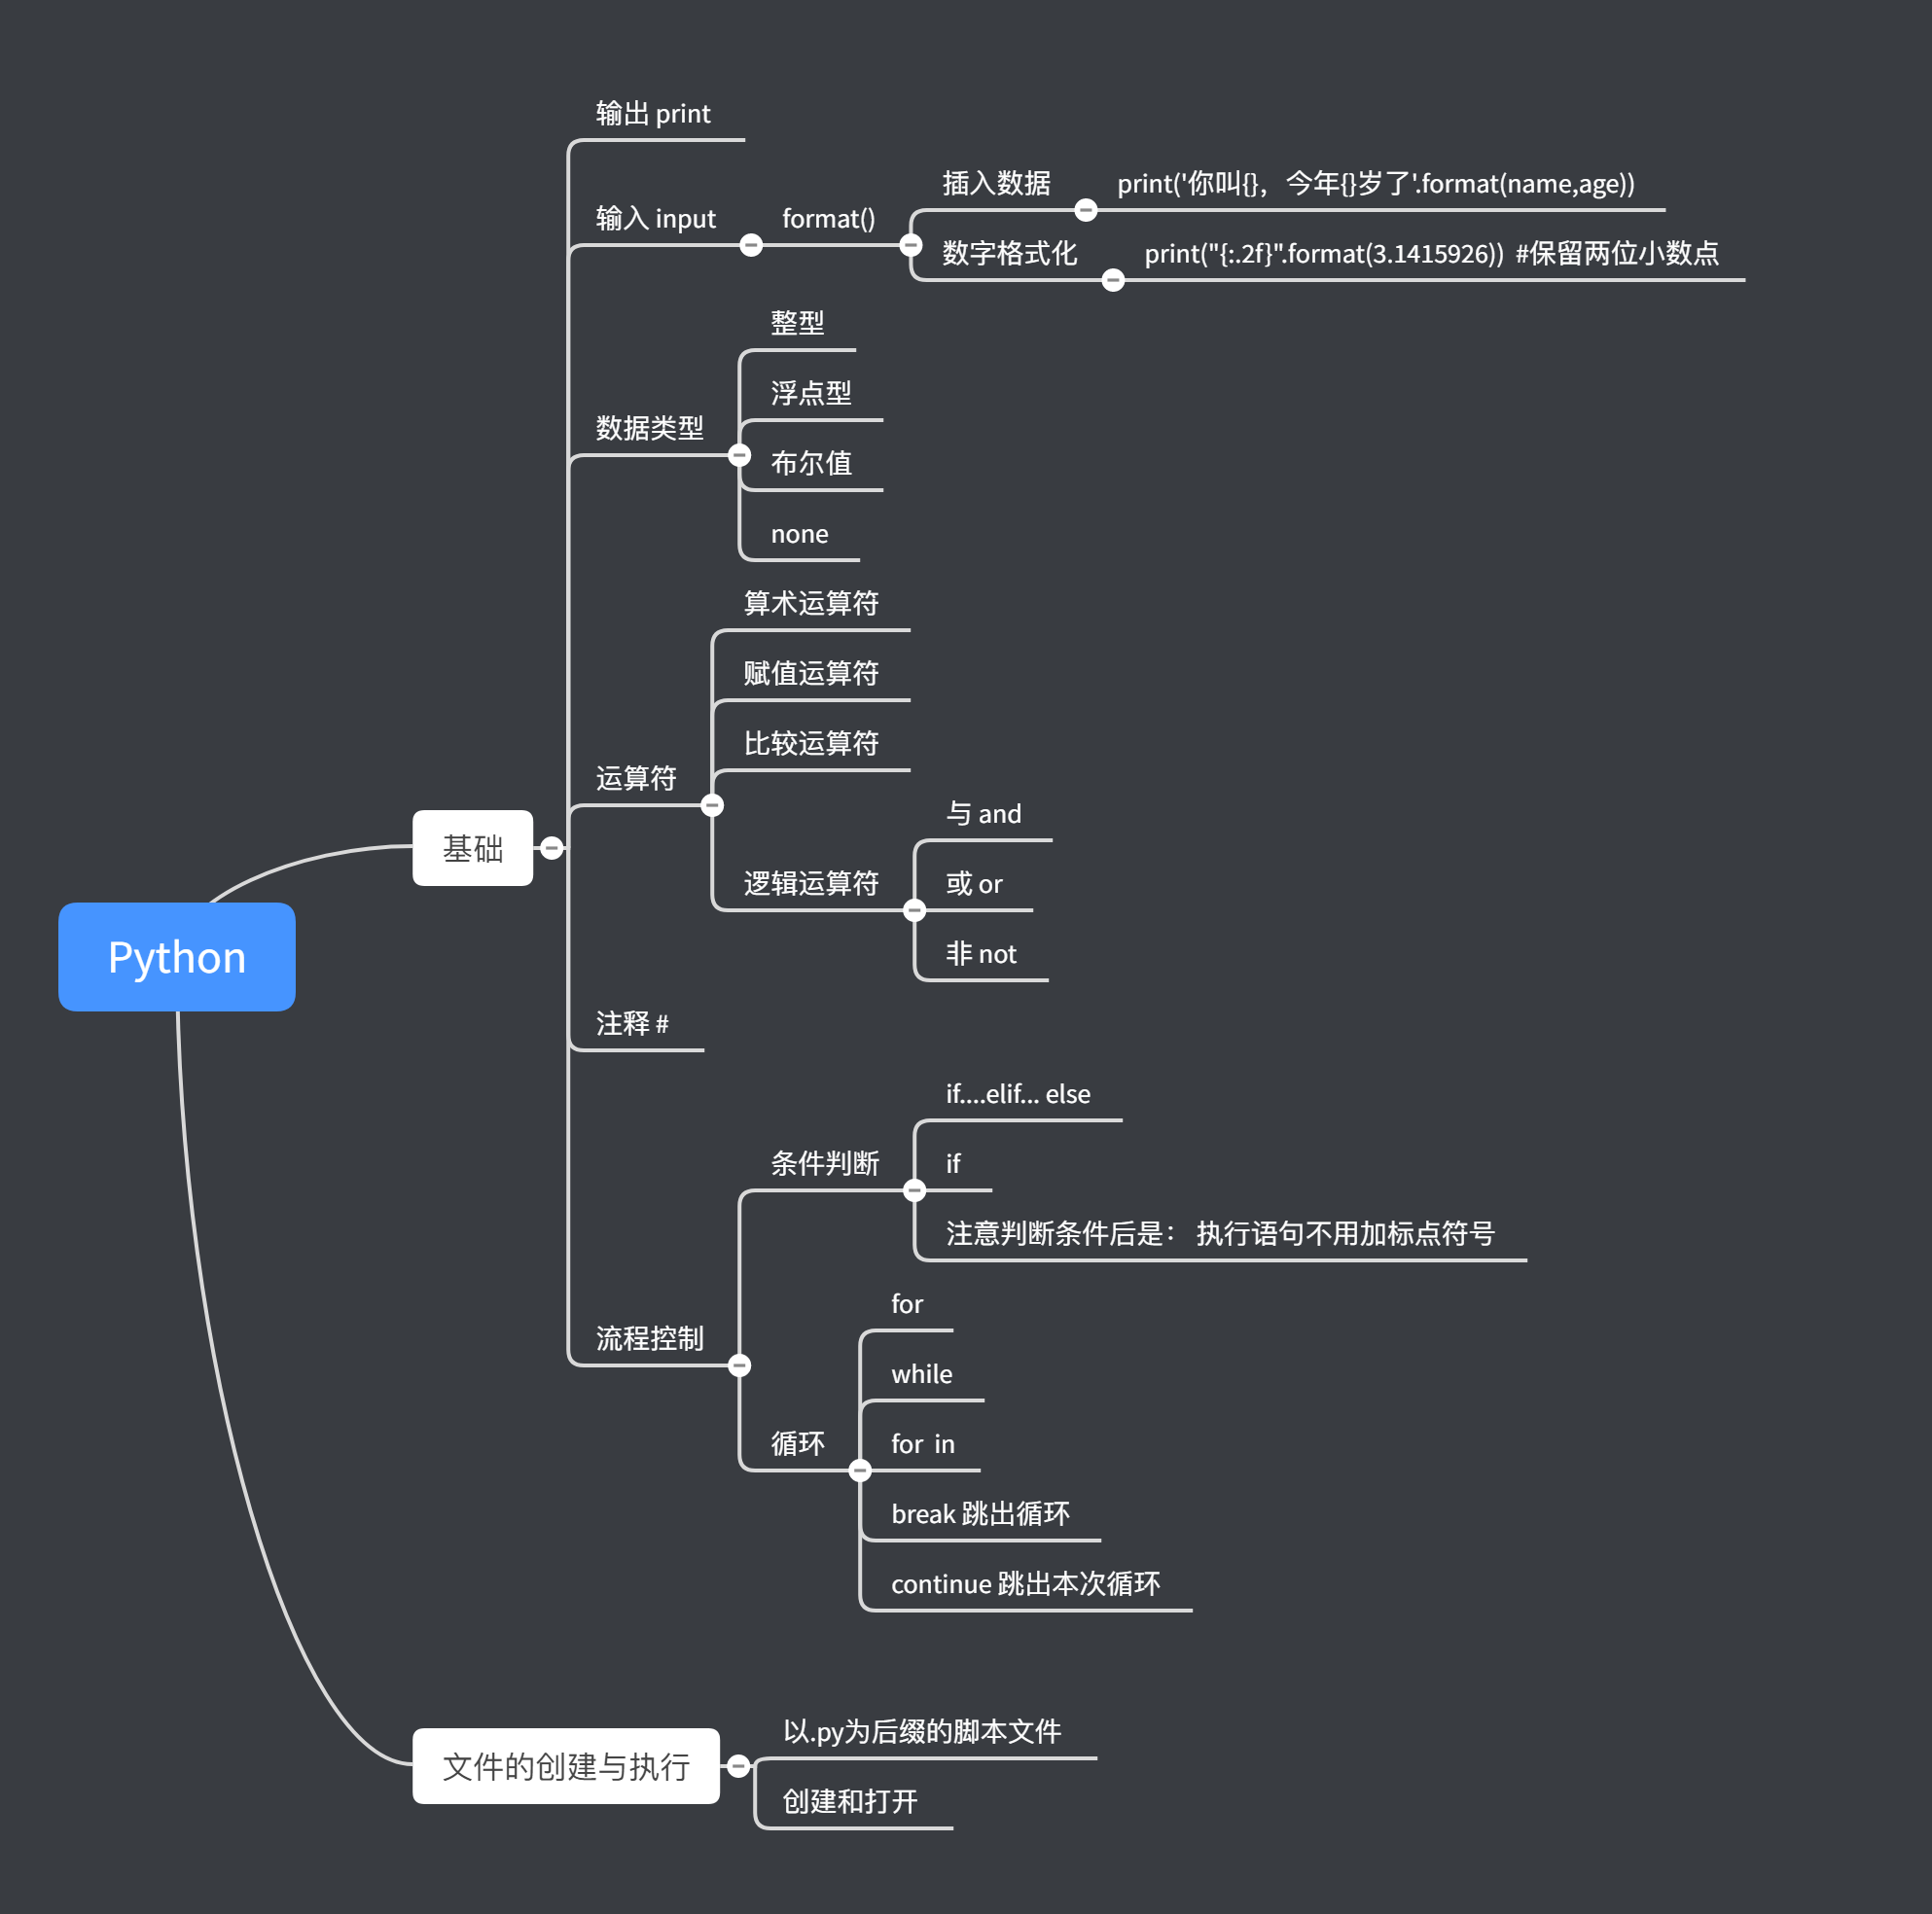 输出 print
插入数据
print('你叫{}，今年{}岁了'.format(name,age))
输入 input
format()
数字格式化
print("{:.2f}".format(3.1415926)) #保留两位小数点
整型
浮点型
数据类型
布尔值
none
算术运算符
赋值运算符
比较运算符
运算符
与 and
逻辑运算符
或 or
非 not
基础
Python
注释 #
if....elif... else
条件判断
if
注意判断条件后是： 执行语句不用加标点符号
流程控制
for
while
循环
for in
break 跳出循环
continue 跳出本次循环
文件的创建与执行
以.py为后缀的脚本文件
创建和打开